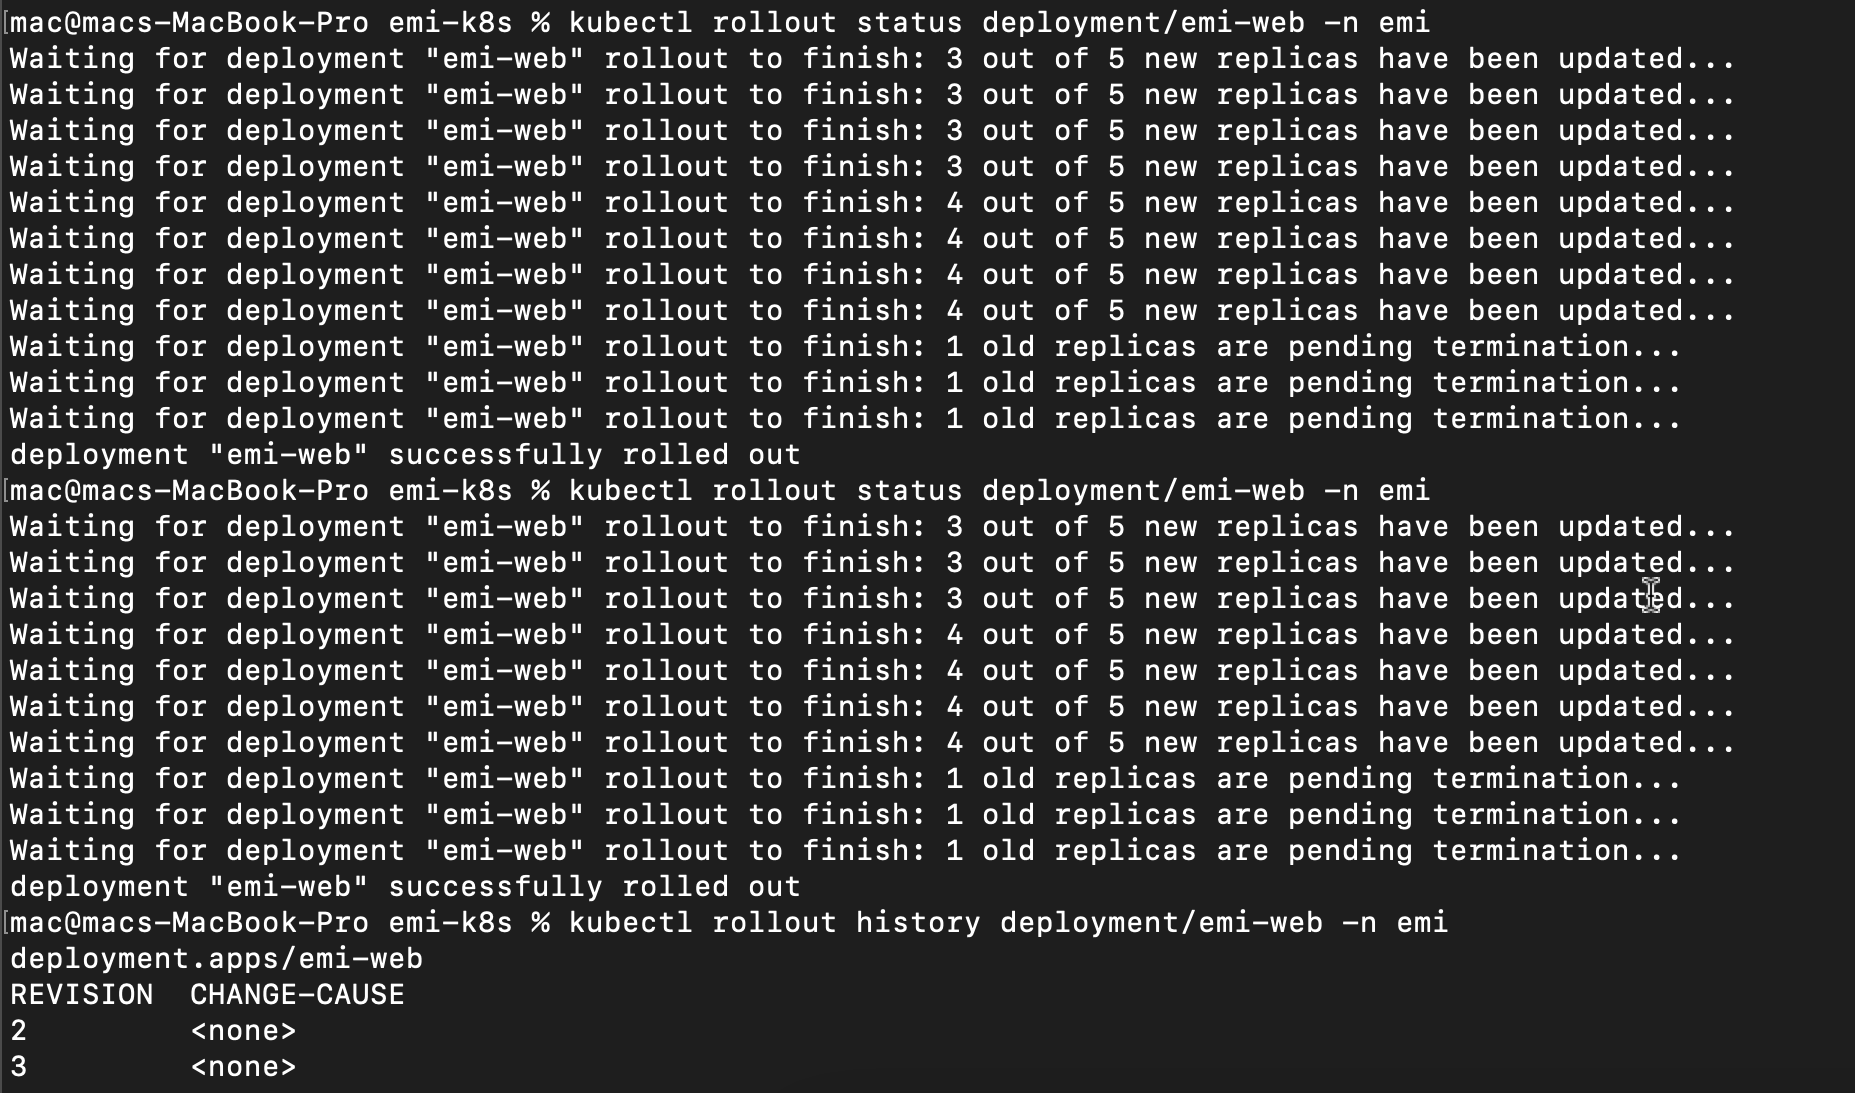 [mac@macs-MacBook-Pro emi-k8s % kubectl rollout status deployment/emi-web -n emi
Waiting for deployment "emi-web" rollout to finish: 3 out of 5 new replicas have been updated...
Waiting for deployment "emi-web" rollout to finish: 3 out of 5 new replicas have been updated...
Waiting for deployment "emi-web" rollout to finish: 3 out of 5 new replicas have been updated...
Waiting for deployment "emi-web" rollout to finish: 3 out of 5 new replicas have been updated...
Waiting for deployment "emi-web" rollout to finish: 4 out of 5 new replicas have been updated...
Waiting for deployment "emi-web" rollout to finish: 4 out of 5 new replicas have been updated...
Waiting for deployment "emi-web" rollout to finish: 4 out of 5 new replicas have been updated...
Waiting for deployment "emi-web" rollout to finish: 4 out of 5 new replicas have been updated...
Waiting for deployment "emi-web" rollout to finish: 1 old replicas are pending termination...
Waiting for deployment "emi-web" rollout to finish: 1 old replicas are pending termination...
Waiting for deployment "emi-web" rollout to finish: 1 old replicas are pending termination...
deployment "emi-web" successfully rolled out
[mac@macs-MacBook-Pro emi-k8s % kubectl rollout status deployment/emi-web -n emi
Waiting for deployment "emi-web" rollout to finish: 3 out of 5 new replicas have been updated...
Waiting for deployment "emi-web" rollout to finish: 3 out of 5 new replicas have been updated...
Waiting for deployment "emi-web" rollout to finish: 3 out of 5 new replicas have been updated...
Waiting for deployment "emi-web" rollout to finish: 4 out of 5 new replicas have been updated...
Waiting for deployment "emi-web" rollout to finish: 4 out of 5 new replicas have been updated...
Waiting for deployment "emi-web" rollout to finish: 4 out of 5 new replicas have been updated...
Waiting for deployment "emi-web" rollout to finish: 4 out of 5 new replicas have been updated...
Waiting for deployment "emi-web" rollout to finish: 1 old replicas are pending termination...
Waiting for deployment "emi-web" rollout to finish: 1 old replicas are pending termination...
Waiting for deployment "emi-web" rollout to finish: 1 old replicas are pending termination...
deployment "emi-web" successfully rolled out
[mac@macs-MacBook-Pro emi-k8s % kubectl rollout history deployment/emi-web -n emi
deployment.apps/emi-web
REVISION  CHANGE-CAUSE
2         <none>
3         <none>